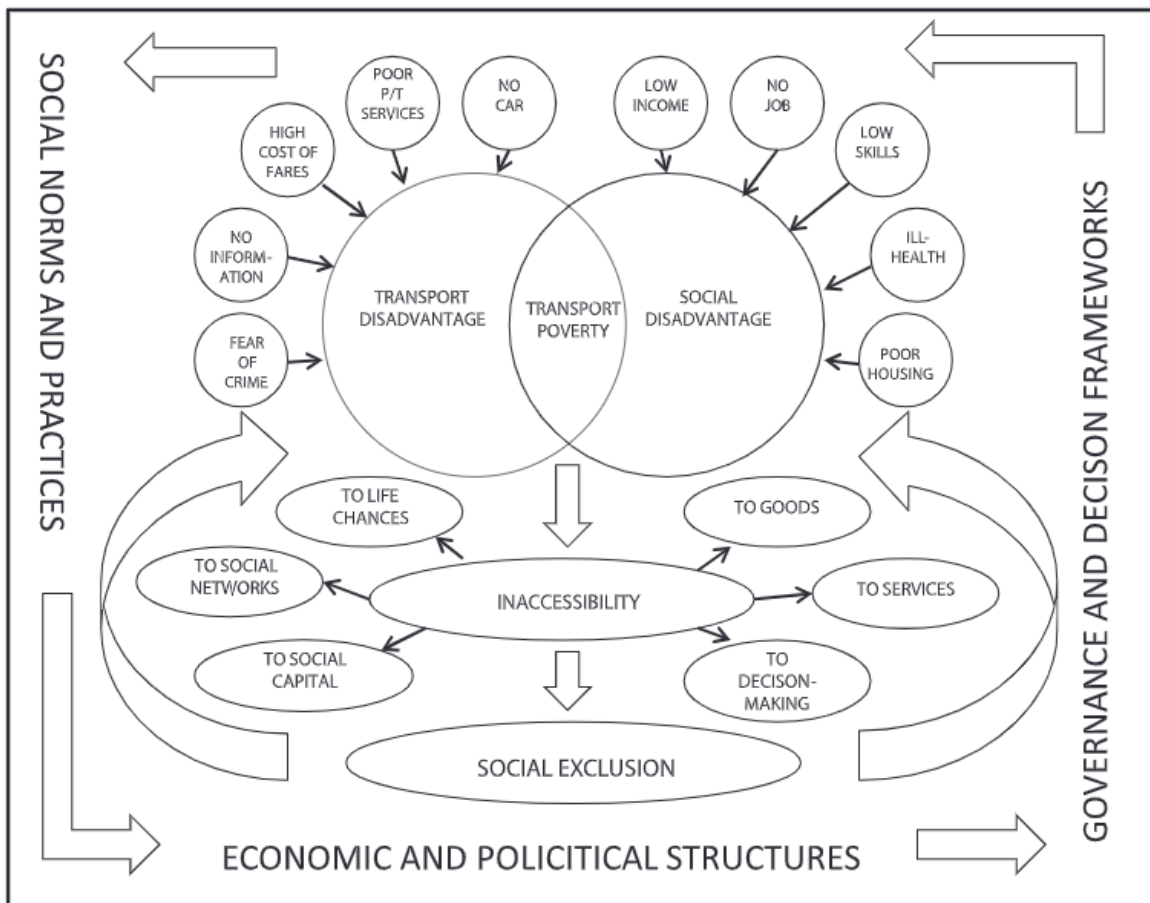 SOCIAL NORMS AND PRACTICES
POOR
P/T
SERVICES
NO
CAR
LOW
INCOME
NO
JOB
HIGH
COST OF
FARES
LOW
SKILLS
NO
INFORM-
ATION
ILL-
HEALTH
FEAR
OF
CRIME
POOR
HOUSING
TRANSPORT
DISADVANTAGE
TRANSPORT
POVERTY
SOCIAL
DISADVANTAGE
TO LIFE
CHANCES
TO GOODS
TO SOCIAL
NETWORKS
INACCESSIBILITY
TO SERVICES
TO SOCIAL
CAPITAL
TO
DECISON-
MAKING
SOCIAL EXCLUSION
GOVERNANCE AND DECISION FRAMEWORKS
ECONOMIC AND POLICITICAL STRUCTURES